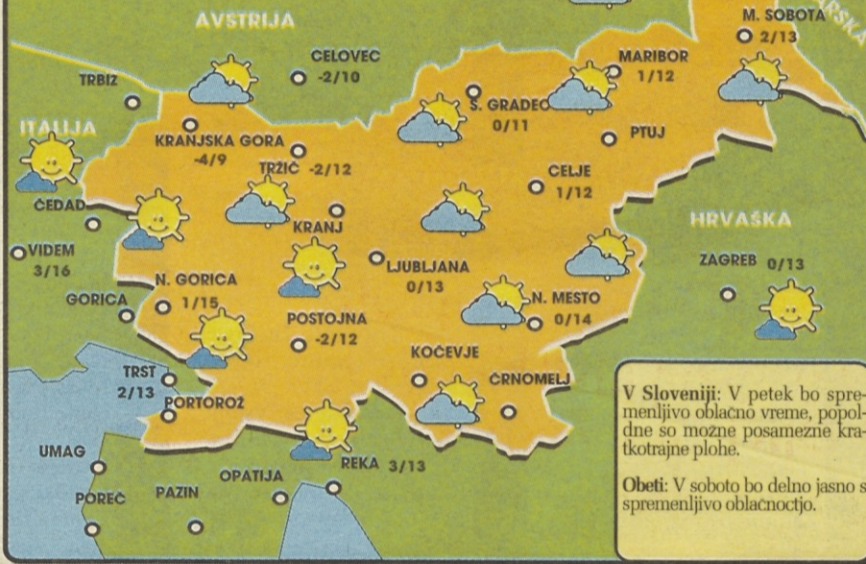 AVSTRIJA
M. SOBOTA
2/13
CELOVEC
-2/10
MARIBOR
1/12
TRBIŽ
S. GRADEC
0/11
ITALIJA
KRANJSKA GORA
-4/9
PTUJ
TRŽIČ -2/12
CELJE
1/12
ČEDAD
HRVAŠKA
KRANJ
VIDEM
3/16
LJUBLJANA
0/13
ZAGREB 0/13
N. GORICA
1/15
GORICA
N. MESTO
0/14
POSTOJNA
-2/12
KOČEVJE
TRST
2/13
ČRNOMELJ
PORTOROŽ
V Sloveniji: V petek bo spre-
menljivo oblačno vreme, popol-
dne so možne posamezne kra-
tkotrajne plohe.
UMAG
OPATIJA
REKA 3/13
POREČ
PAZIN
Obeti: V soboto bo delno jasno s
spremenljivo oblačnoctjo.